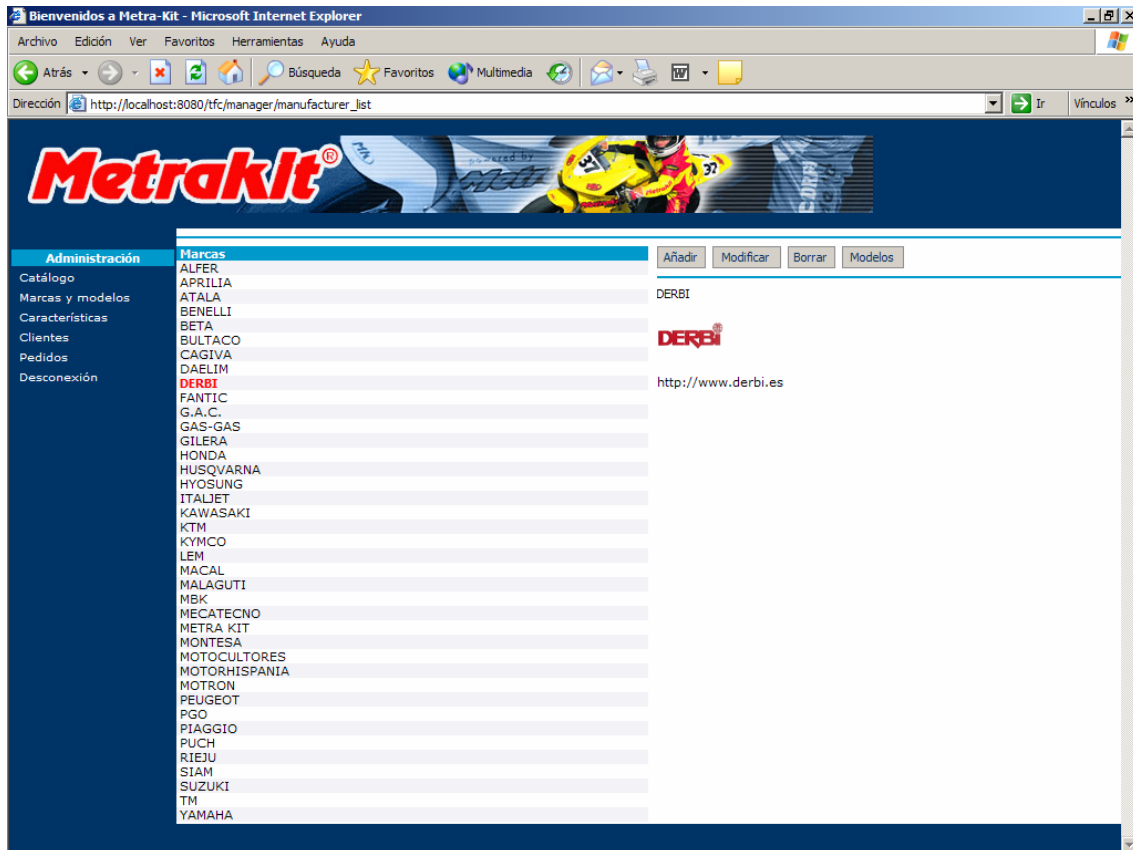 Bienvenidos a Metra-Kit - Microsoft Internet Explorer
Archivo Edición Ver Favoritos Herramientas Ayuda
Atrás Búsqueda Favoritos Multimedia
Dirección http://localhost:8080/tfc/manager/manufacturer_list Ir Vínculos »
Metrakit®
powered by
37
37
Administración
Catálogo
Marcas y modelos
Características
Clientes
Pedidos
Desconexión
Marcas
ALFER
APRILIA
ATALA
BENELLI
BETA
BULTACO
CAGIVA
DAELIM
DERBI
FANTIC
G.A.C.
GAS-GAS
GILERA
HONDA
HUSQVARNA
HYOSUNG
ITALJET
KAWASAKI
KTM
KYMCO
LEM
MACAL
MALAGUTI
MBK
MECATECNO
METRA KIT
MONTESA
MOTOCULTORES
MOTORHISPANIA
MOTRON
PEUGEOT
PGO
PIAGGIO
PUCH
RIEJU
SIAM
SUZUKI
TM
YAMAHA
Añadir Modificar Borrar Modelos
DERBI
DERBi
http://www.derbi.es